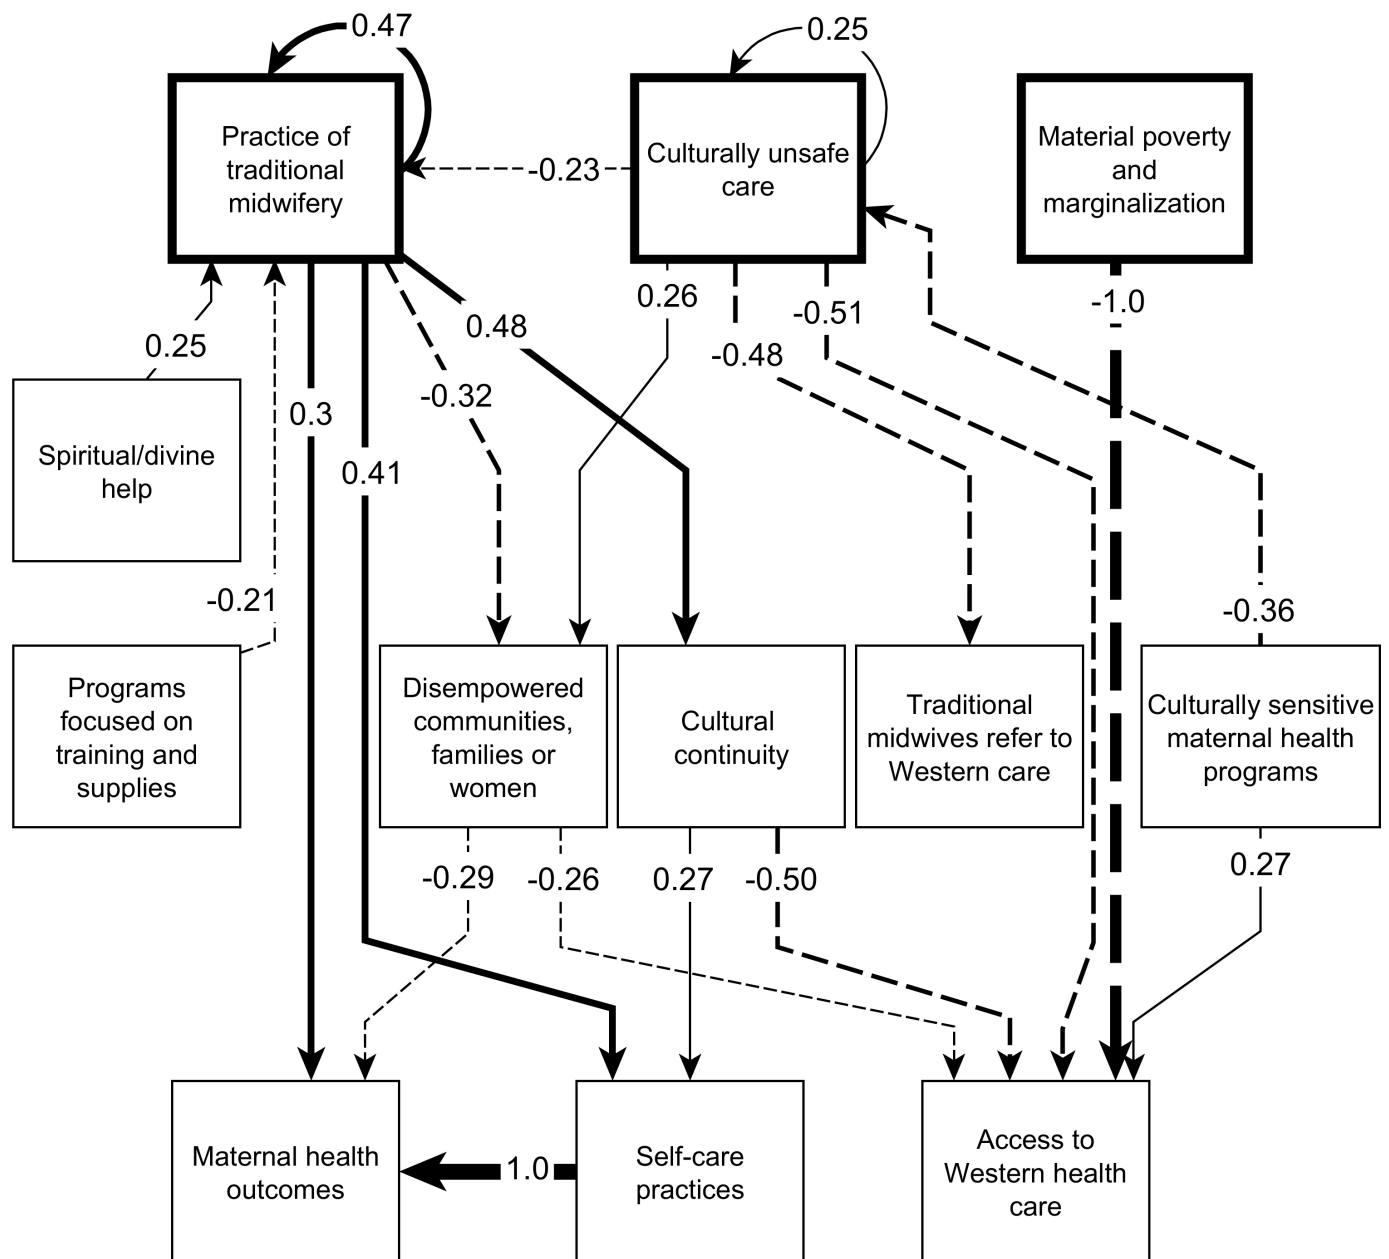 0.47
0.25
Practice of
traditional
midwifery
-0.23
Culturally unsafe
care
Material poverty
and
marginalization
0.26
-0.51
-1.0
0.25
0.48
-0.48
-0.32
0.3
0.41
Spiritual/divine
help
-0.21
-0.36
Programs
focused on
training and
supplies
Disempowered
communities,
families or
women
Cultural
continuity
Traditional
midwives refer to
Western care
Culturally sensitive
maternal health
programs
-0.29
-0.26
0.27
-0.50
0.27
Maternal health
outcomes
1.0
Self-care
practices
Access to
Western health
care